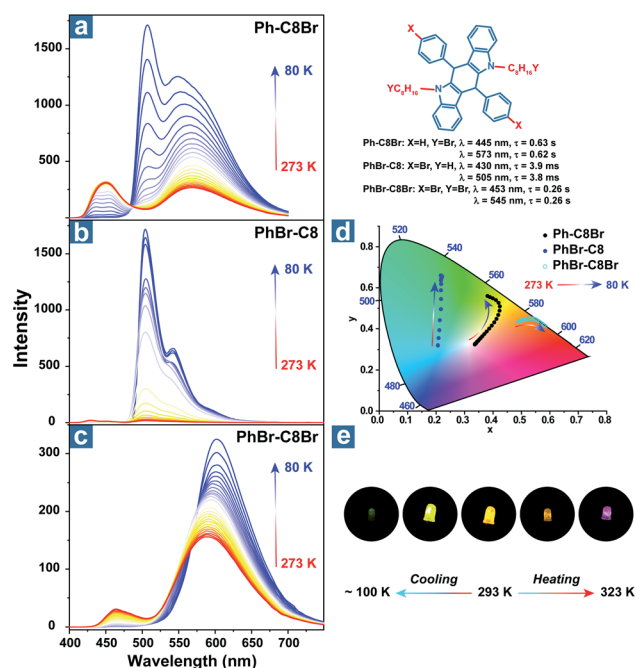 a
Ph-C8Br
80 K
273 K
1500
1250
1000
750
500
250
0
b
PhBr-C8
80 K
273 K
1500
1000
500
0
Intensity
c
PhBr-C8Br
80 K
273 K
300
200
100
0
400 450 500 550 600 650 700
Wavelength (nm)
X
N
C₈H₁₆Y
YC₈H₁₆
N
X
Ph-C8Br: X=H, Y=Br, λ = 445 nm, τ = 0.63 s
λ = 573 nm, τ = 0.62 s
PhBr-C8: X=Br, Y=H, λ = 430 nm, τ = 3.9 ms
λ = 505 nm, τ = 3.8 ms
PhBr-C8Br: X=Br, Y=Br, λ = 453 nm, τ = 0.26 s
λ = 545 nm, τ = 0.26 s
d
Ph-C8Br
PhBr-C8
PhBr-C8Br
273 K 80 K
520
540
560
580
600
620
500
480
460
0.8
0.6
0.4
0.2
0.0
y
0.0 0.1 0.2 0.3 0.4 0.5 0.6 0.7 0.8
x
e
Cooling Heating
~ 100 K 293 K 323 K